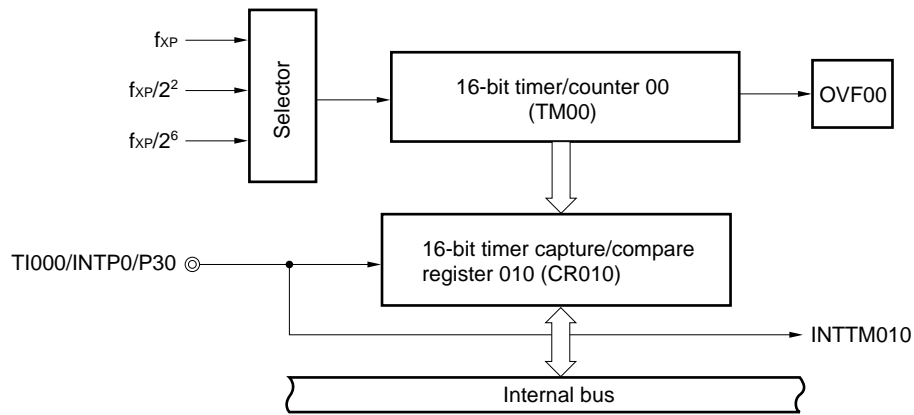 fXP
fXP/2²
fXP/2⁶
Selector
16-bit timer/counter 00
(TM00)
OVF00
TI000/INTP0/P30
16-bit timer capture/compare
register 010 (CR010)
INTTM010
Internal bus